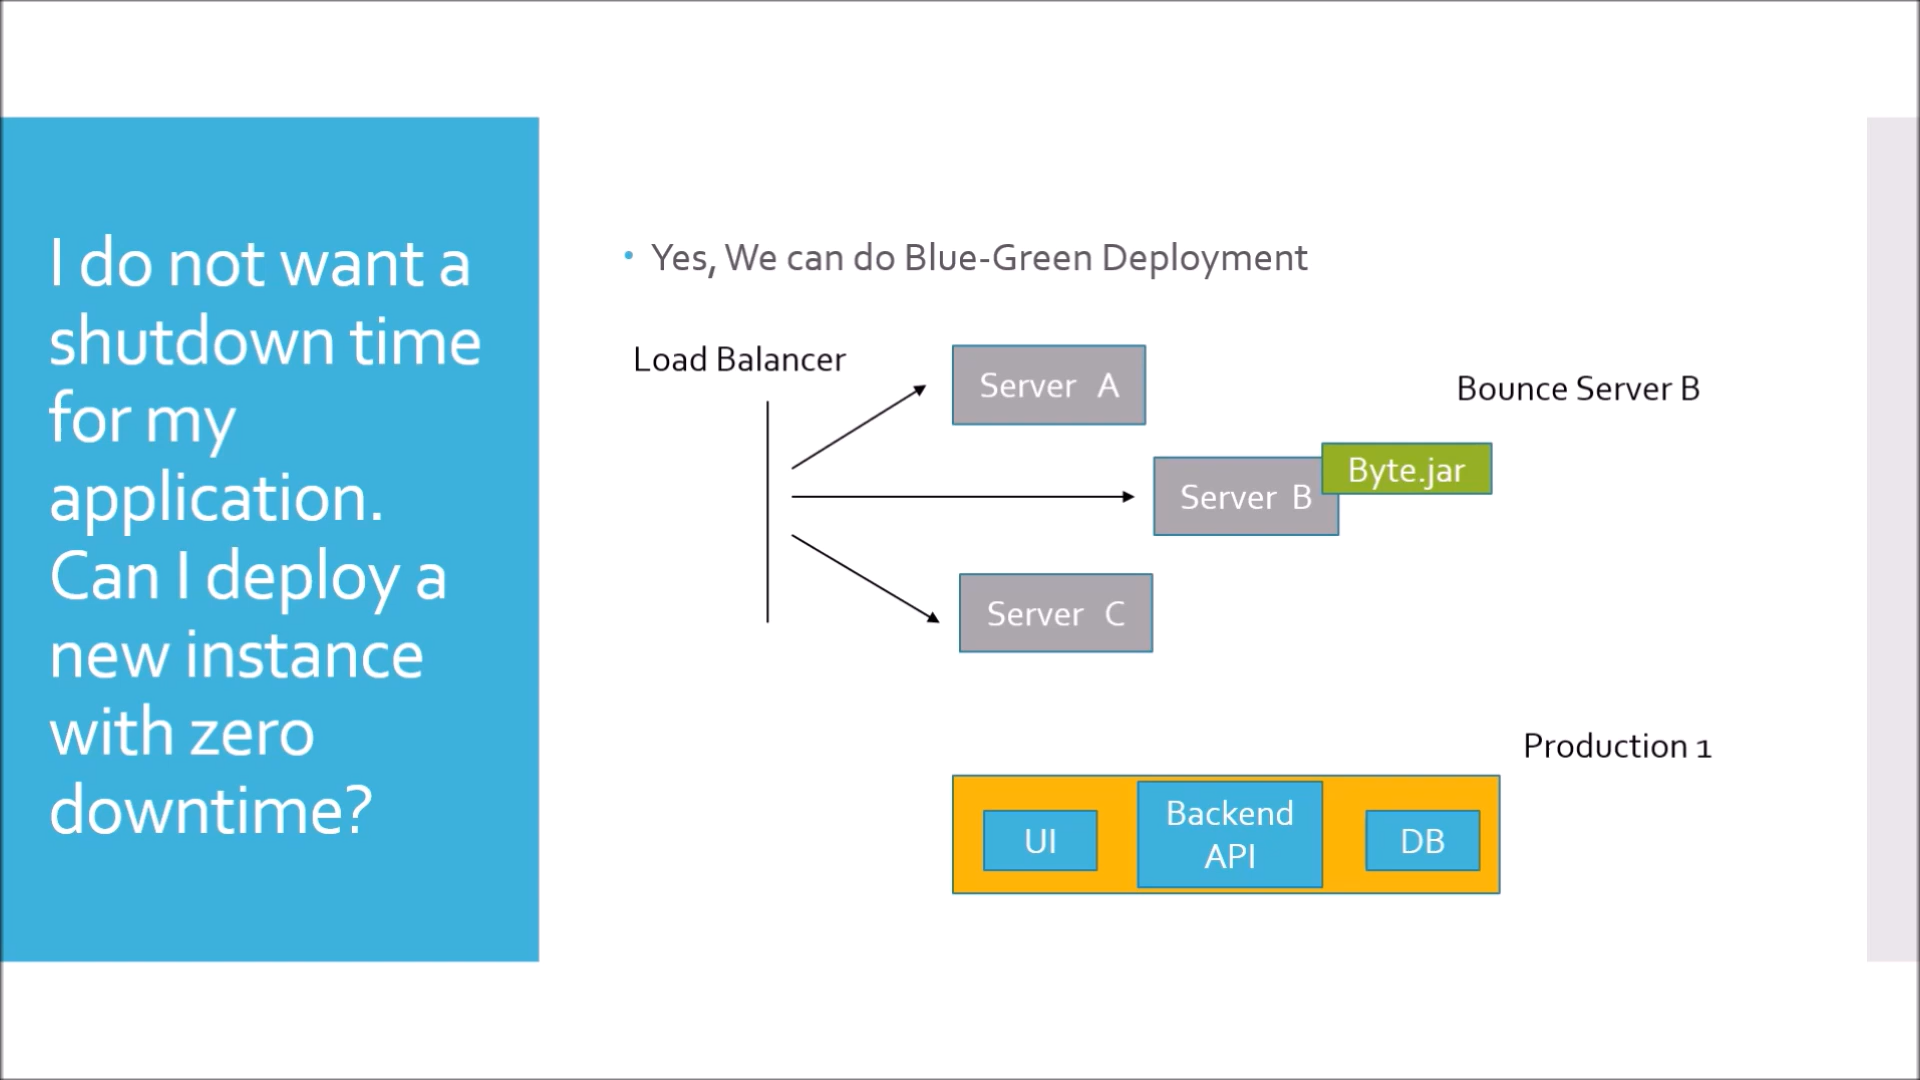 I do not want a
shutdown time
for my
application.
Can I deploy a
new instance
with zero
downtime?
• Yes, We can do Blue-Green Deployment
Load Balancer
Server A
Bounce Server B
Byte.jar
Server B
Server C
Production 1
UI
Backend
API
DB